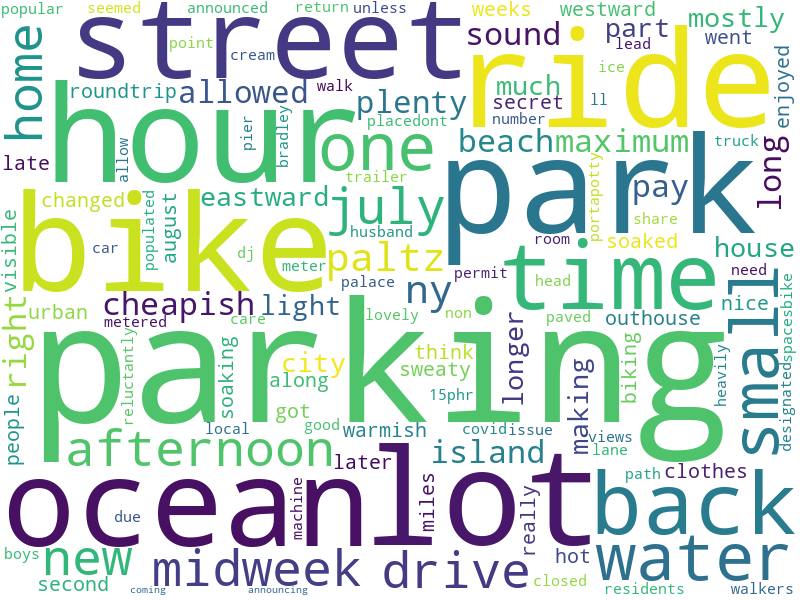 popular seemed announced return unless weeks westward mostly
street point cream sound part went
home ride lead ice
roundtrip allowed walk plenty much secret ll enjoyed
hour one placedont number
late allow pier bradley beach maximum truck long
park trailer portapotty pay
changed populated august eastward july share
bike husband room soaked house
visible dj paltz
car meter palace ny permit time head need nice
urban cheapish light lovely non paved outhouse small designatedspacesbike
right metered care
parking city think longer biking heavily
reluctantly soaking along sweaty
people got good 15phr making
afternoon local warmish covidissue views lane
later island path clothes
ocean machine miles lot back
due really
boys new midweek drive hot water
second closed residents walkers
coming announcing